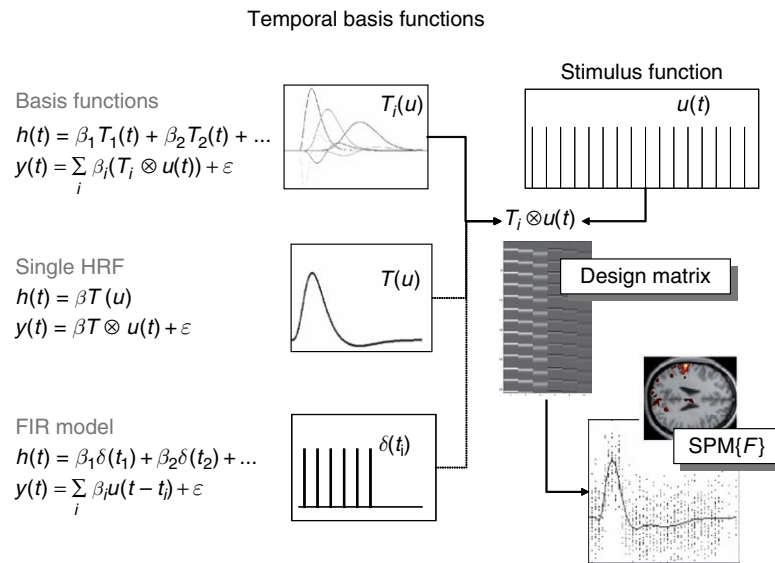 Temporal basis functions
Basis functions
h(t) = β₁T₁(t) + β₂T₂(t) + ...
y(t) = ∑ βᵢ(Tᵢ ⊗ u(t)) + ε
i
Tᵢ(u)
Stimulus function
u(t)
Tᵢ ⊗ u(t)
Single HRF
h(t) = βT (u)
y(t) = βT ⊗ u(t) + ε
T(u)
Design matrix
FIR model
h(t) = β₁δ(t₁) + β₂δ(t₂) + ...
y(t) = ∑ βᵢu(t – tᵢ) + ε
i
δ(tᵢ)
SPM{F}